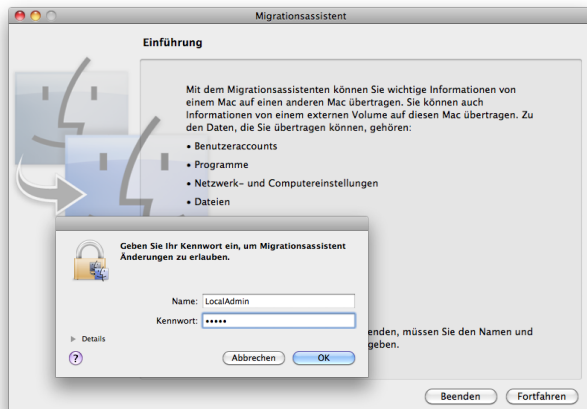 Migrationsassistent
Einführung
Mit dem Migrationsassistenten können Sie wichtige Informationen von
einem Mac auf einen anderen Mac übertragen. Sie können auch
Informationen von einem externen Volume auf diesen Mac übertragen. Zu
den Daten, die Sie übertragen können, gehören:
• Benutzeraccounts
• Programme
• Netzwerk- und Computereinstellungen
• Dateien
Geben Sie Ihr Kennwort ein, um Migrationsassistent
Änderungen zu erlauben.
Name: LocalAdmin
Kennwort: •••••
Details
?
Abbrechen
OK
enden, müssen Sie den Namen und
geben.
Beenden
Fortfahren